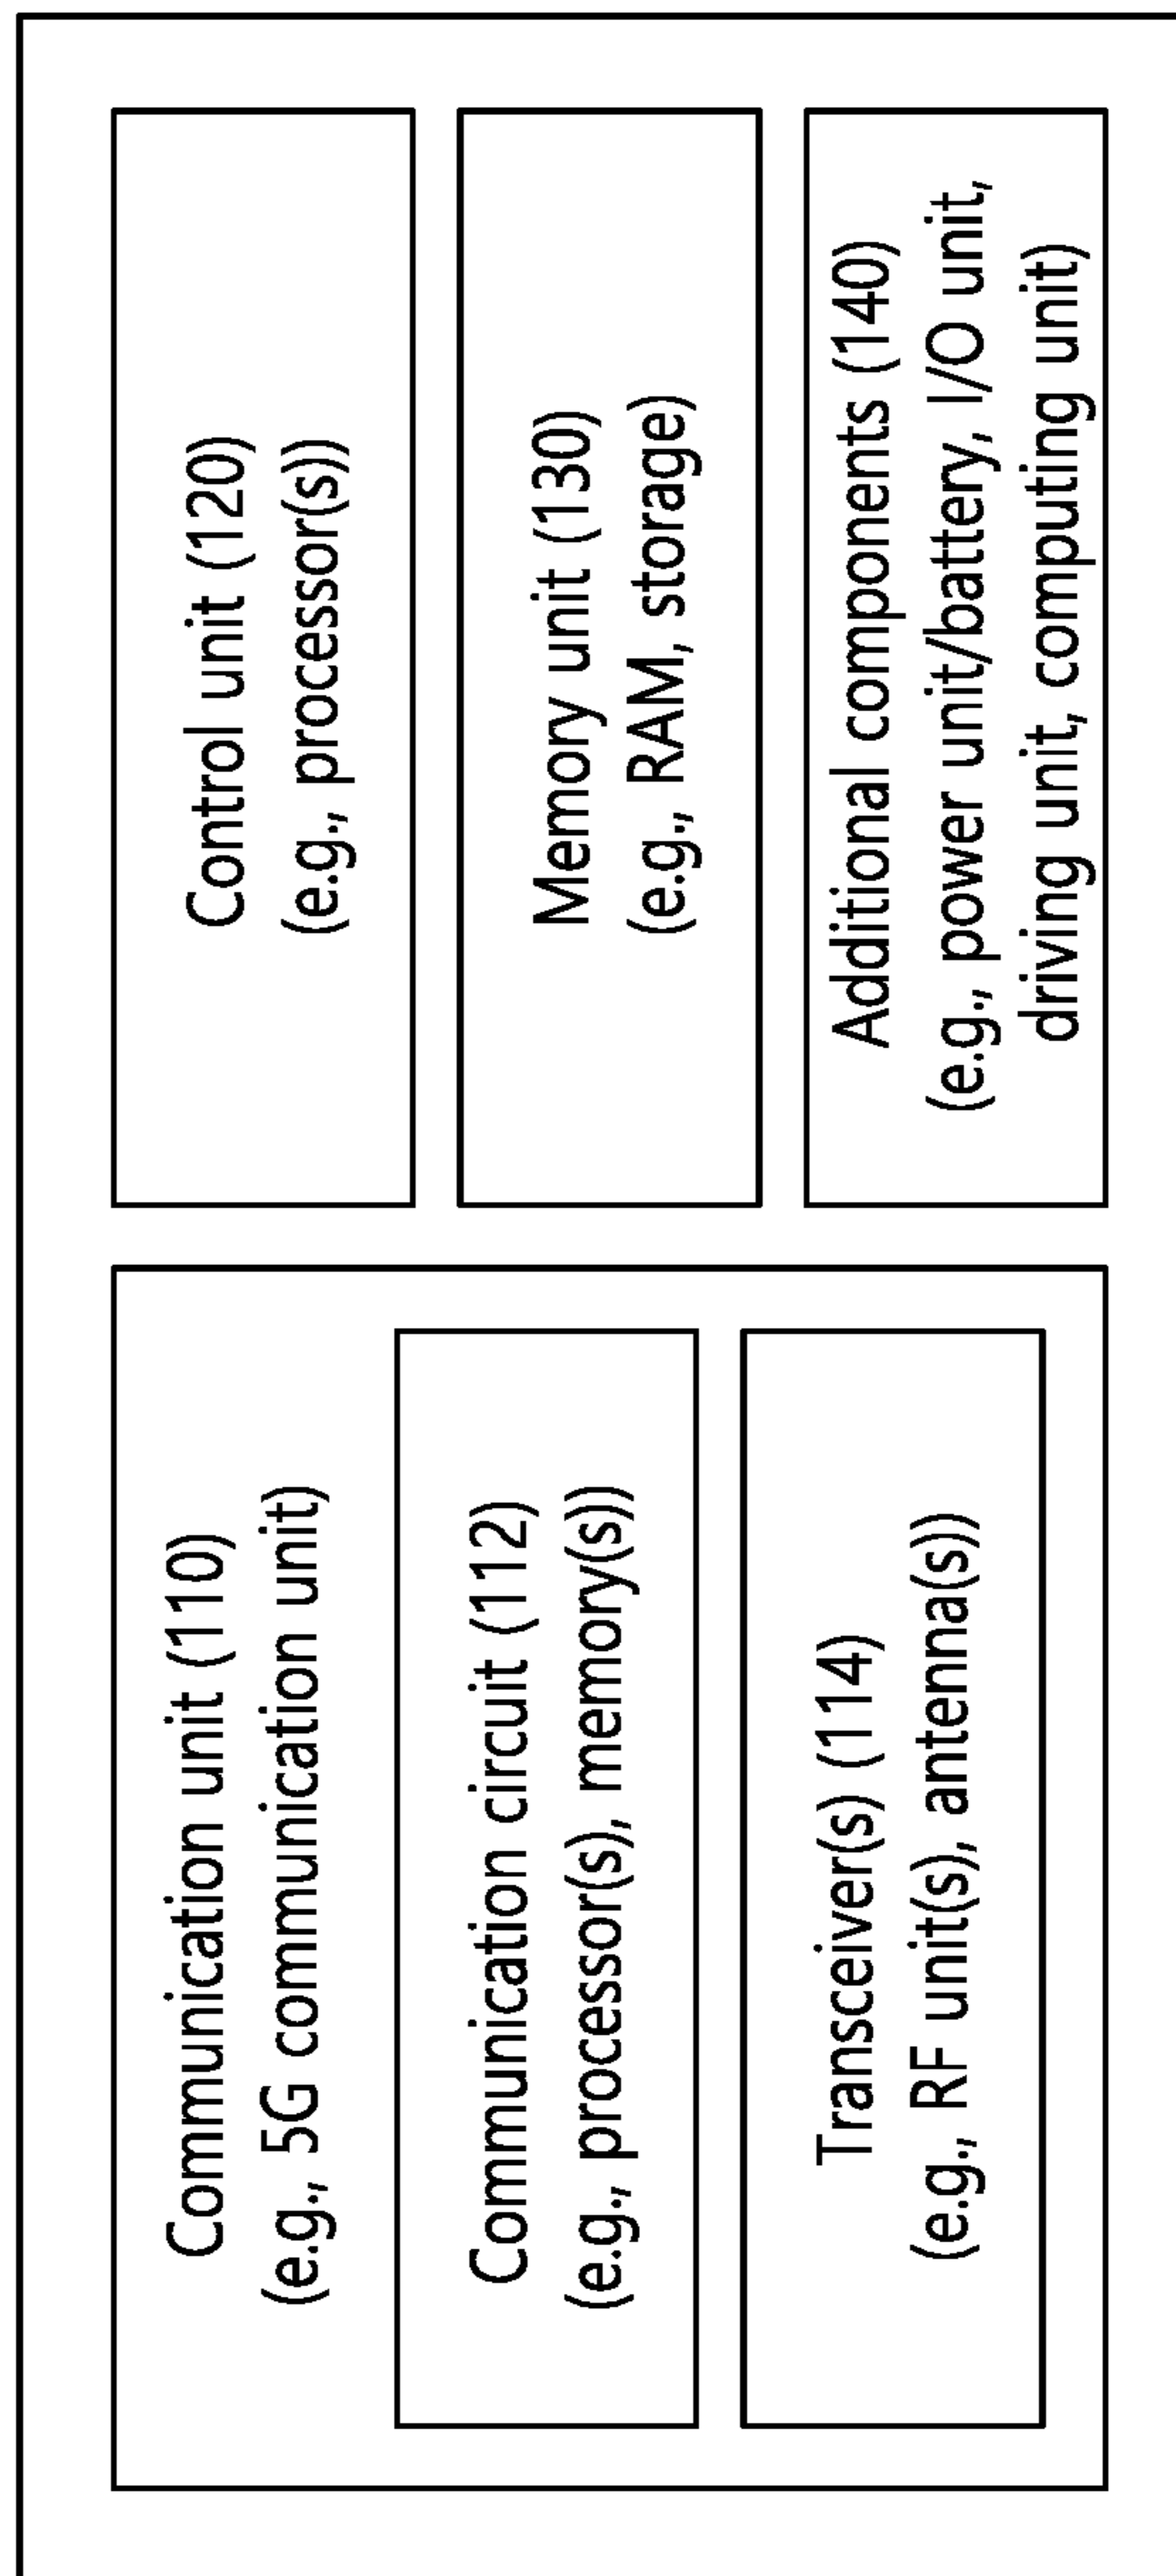 Communication unit (110)
(e.g., 5G communication unit)
Communication circuit (112)
(e.g., processor(s), memory(s))
Transceiver(s) (114)
(e.g., RF unit(s), antenna(s))
Control unit (120)
(e.g., processor(s))
Memory unit (130)
(e.g., RAM, storage)
Additional components (140)
(e.g., power unit/battery, I/O unit,
driving unit, computing unit)